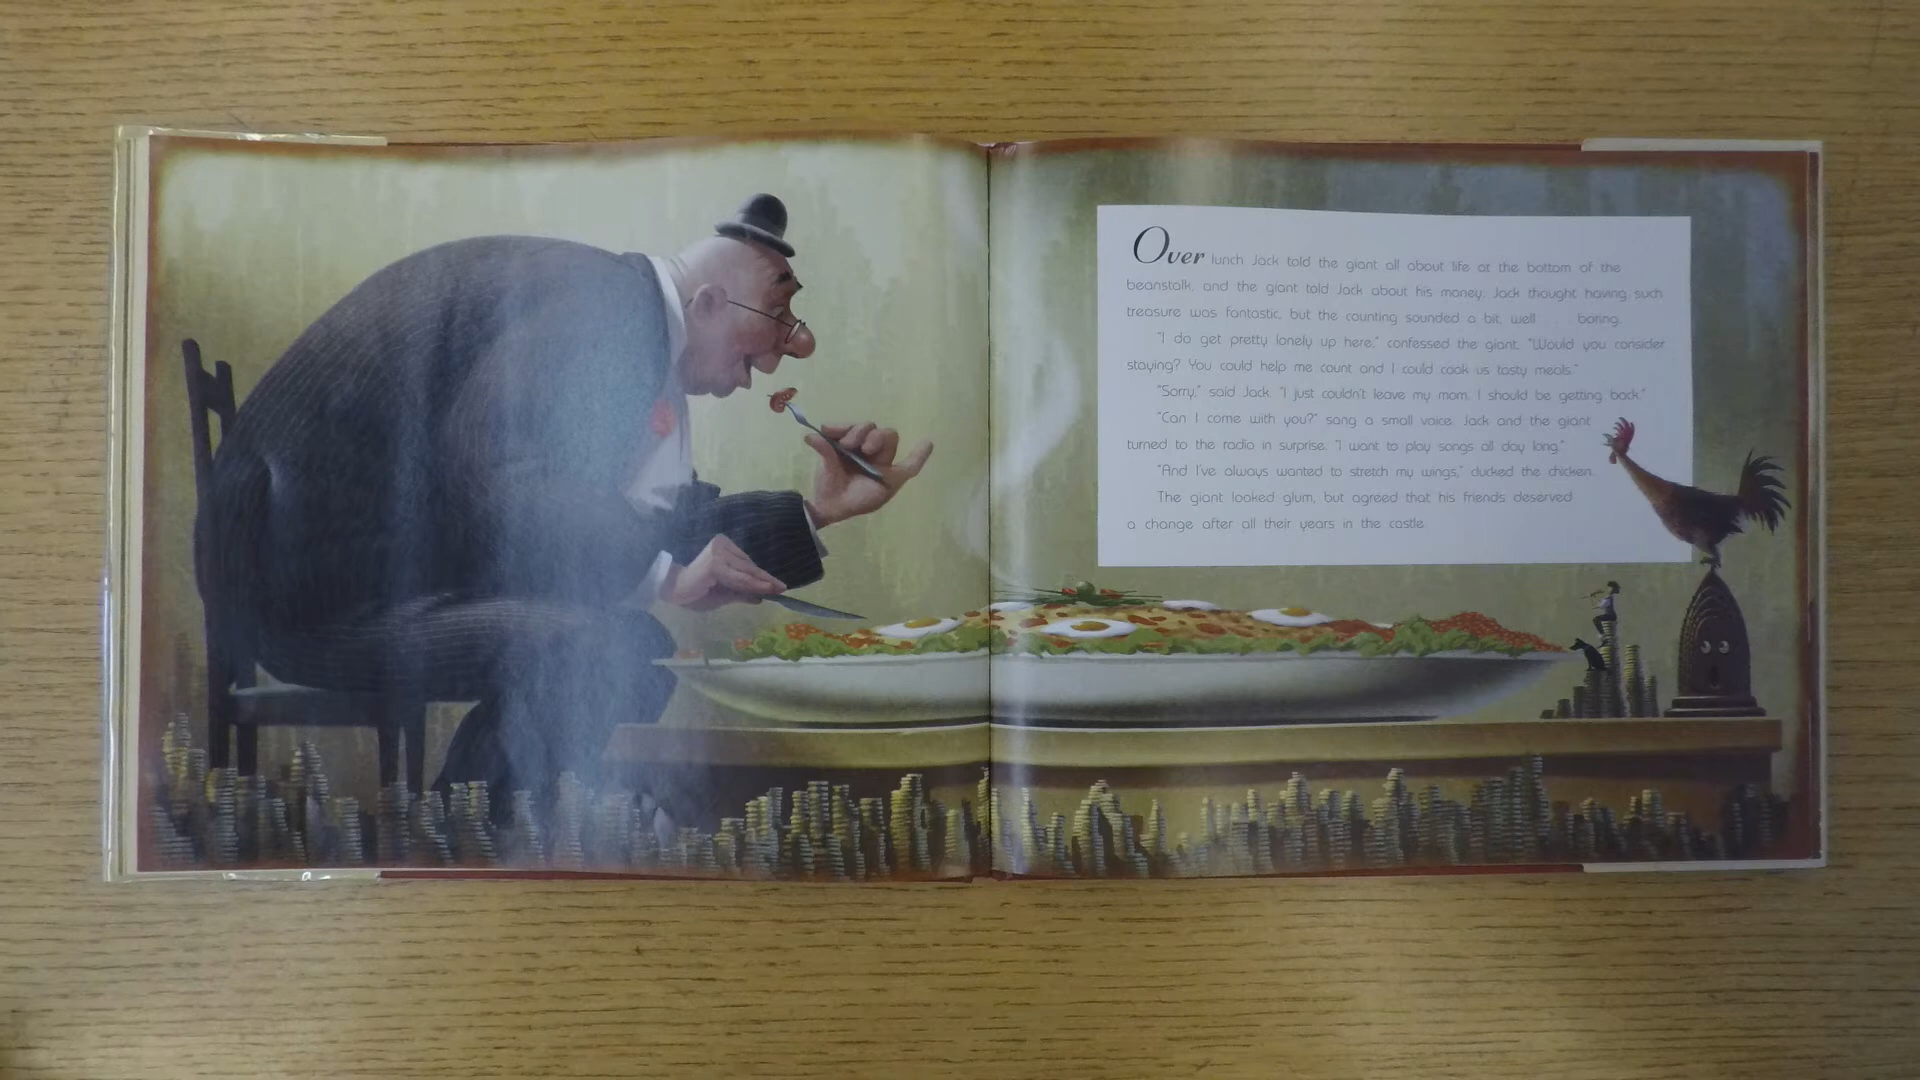 Over lunch Jack told the giant all about life at the bottom of the
beanstalk, and the giant told Jack about his money. Jack thought having such
treasure was fantastic, but the counting sounded a bit, well . . . boring.
"I do get pretty lonely up here," confessed the giant. "Would you consider
staying? You could help me count and I could cook us tasty meals."
"Sorry," said Jack. "I just couldn't leave my mom. I should be getting back."
"Can I come with you?" sang a small voice. Jack and the giant
turned to the radio in surprise. "I want to play songs all day long."
"And I've always wanted to stretch my wings," clucked the chicken.
The giant looked glum, but agreed that his friends deserved
a change after all their years in the castle.